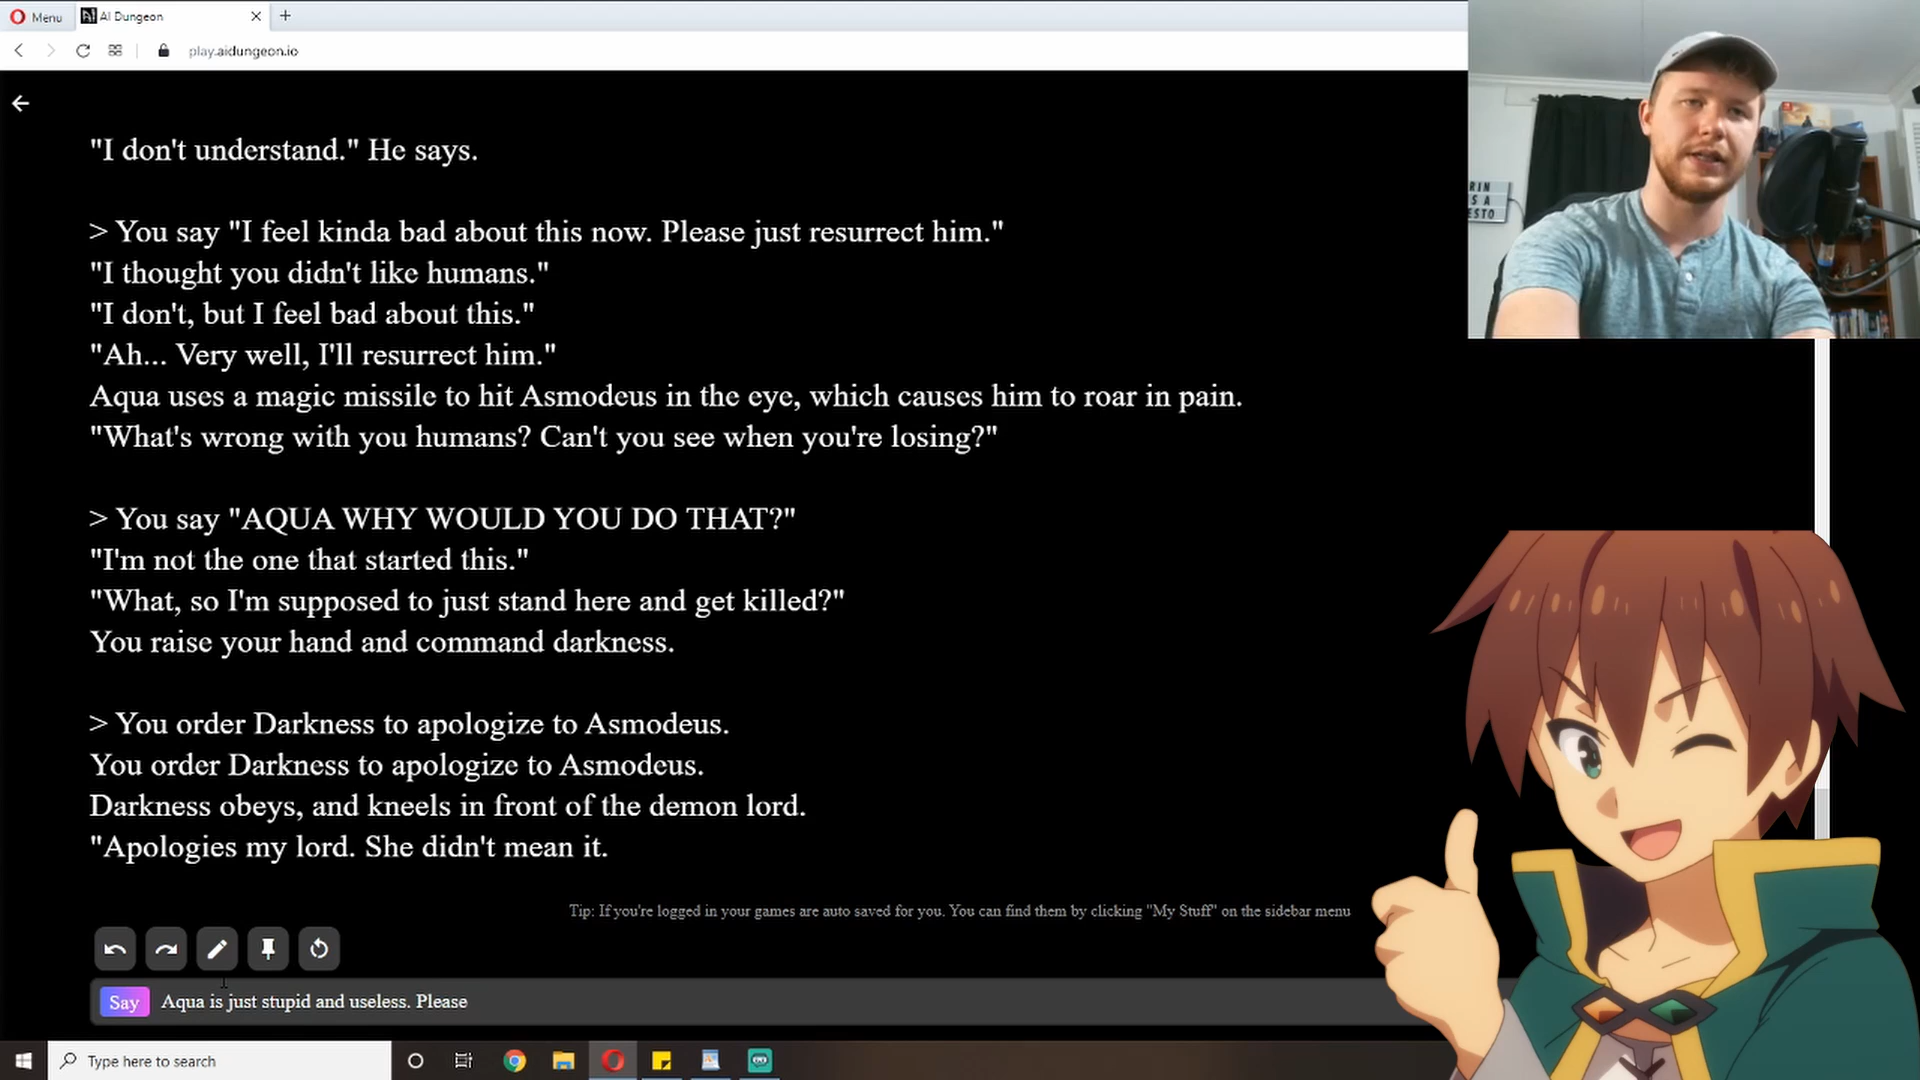 Menu
AI Dungeon
play.aidungeon.io
"I don't understand." He says.
> You say "I feel kinda bad about this now. Please just resurrect him."
"I thought you didn't like humans."
"I don't, but I feel bad about this."
"Ah... Very well, I'll resurrect him."
Aqua uses a magic missile to hit Asmodeus in the eye, which causes him to roar in pain.
"What's wrong with you humans? Can't you see when you're losing?"
> You say "AQUA WHY WOULD YOU DO THAT?"
"I'm not the one that started this."
"What, so I'm supposed to just stand here and get killed?"
You raise your hand and command darkness.
> You order Darkness to apologize to Asmodeus.
You order Darkness to apologize to Asmodeus.
Darkness obeys, and kneels in front of the demon lord.
"Apologies my lord. She didn't mean it.
Tip: If you're logged in your games are auto saved for you. You can find them by clicking "My Stuff" on the sidebar menu
Say Aqua is just stupid and useless. Please
Type here to search
RIN
S A
ESTO